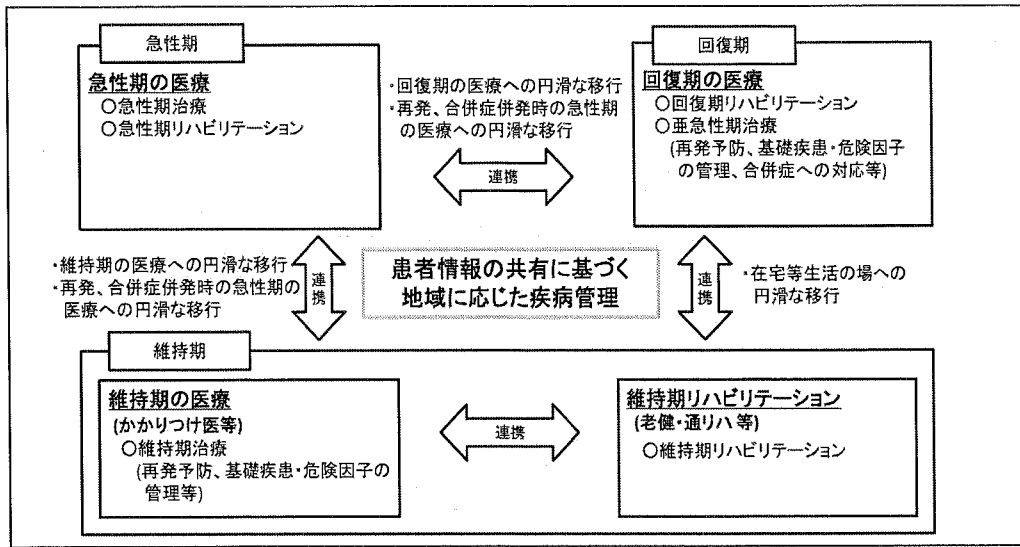 急性期
急性期の医療
○急性期治療
○急性期リハビリテーション
・回復期の医療への円滑な移行
・再発、合併症併発時の急性期
の医療への円滑な移行
連携
回復期
回復期の医療
○回復期リハビリテーション
○亜急性期治療
(再発予防、基礎疾患・危険因子
の管理、合併症への対応等)
・維持期の医療への円滑な移行
・再発、合併症併発時の急性期の
医療への円滑な移行
連携
患者情報の共有に基づく
地域に応じた疾病管理
連携
・在宅等生活の場への
円滑な移行
維持期
維持期の医療
(かかりつけ医等)
○維持期治療
(再発予防、基礎疾患・危険因子の
管理等)
連携
維持期リハビリテーション
(老健・通リハ等)
○維持期リハビリテーション